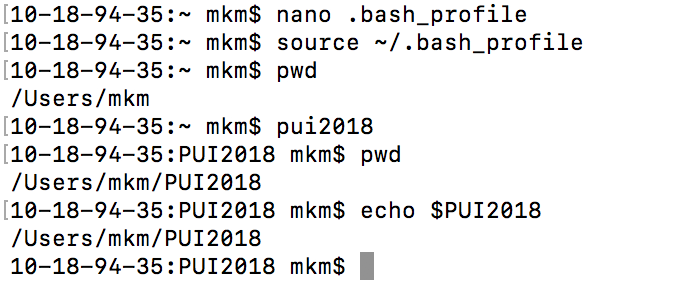 [10-18-94-35:~ mkm$ nano .bash_profile
[10-18-94-35:~ mkm$ source ~/.bash_profile
[10-18-94-35:~ mkm$ pwd
/Users/mkm
[10-18-94-35:~ mkm$ pui2018
[10-18-94-35:PUI2018 mkm$ pwd
/Users/mkm/PUI2018
[10-18-94-35:PUI2018 mkm$ echo $PUI2018
/Users/mkm/PUI2018
10-18-94-35:PUI2018 mkm$